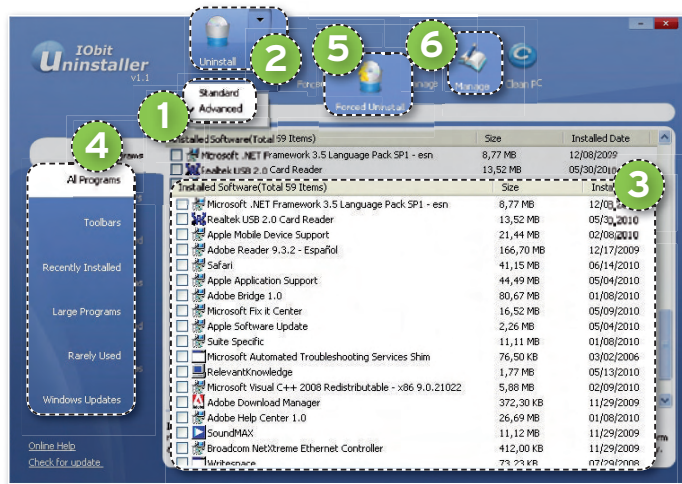 IObit
Uninstaller
v1.1
Uninstall
2
5
6
Forced Uninstall
Manage
Clean PC
Standard
Advanced
1
4
3
Installed Software(Total 59 Items) Size Installed Date
Microsoft .NET Framework 3.5 Language Pack SP1 - esn 8,77 MB 12/08/2009
Realtek USB 2.0 Card Reader 13,52 MB 05/30/2010
All Programs
Toolbars
Recently Installed
Large Programs
Rarely Used
Windows Updates
Installed Software(Total 59 Items) Size
Microsoft .NET Framework 3.5 Language Pack SP1 - esn 8,77 MB
Realtek USB 2.0 Card Reader 13,52 MB 05/30,2010
Apple Mobile Device Support 21,44 MB 02/08/2010
Adobe Reader 9.3.2 - Español 166,70 MB 12/17/2009
Safari 41,15 MB 06/14/2010
Apple Application Support 44,49 MB 05/04/2010
Adobe Bridge 1.0 80,67 MB 01/08/2010
Microsoft Fix it Center 16,52 MB 05/09/2010
Apple Software Update 2,26 MB 05/04/2010
Suite Specific 11,11 MB 01/08/2010
Microsoft Automated Troubleshooting Services Shim 76,50 KB 03/02/2006
RelevantKnowledge 1,77 MB 05/13/2010
Microsoft Visual C++ 2008 Redistributable - x86 9.0.21022 5,88 MB 02/09/2010
Adobe Download Manager 372,30 KB 11/29/2009
Adobe Help Center 1.0 26,69 MB 01/08/2010
SoundMAX 11,12 MB 11/29/2009
Broadcom NetXtreme Ethernet Controller 412,00 KB 11/29/2009
Writespace 73,23 KB 07/29/2008
Online Help
Check for update.